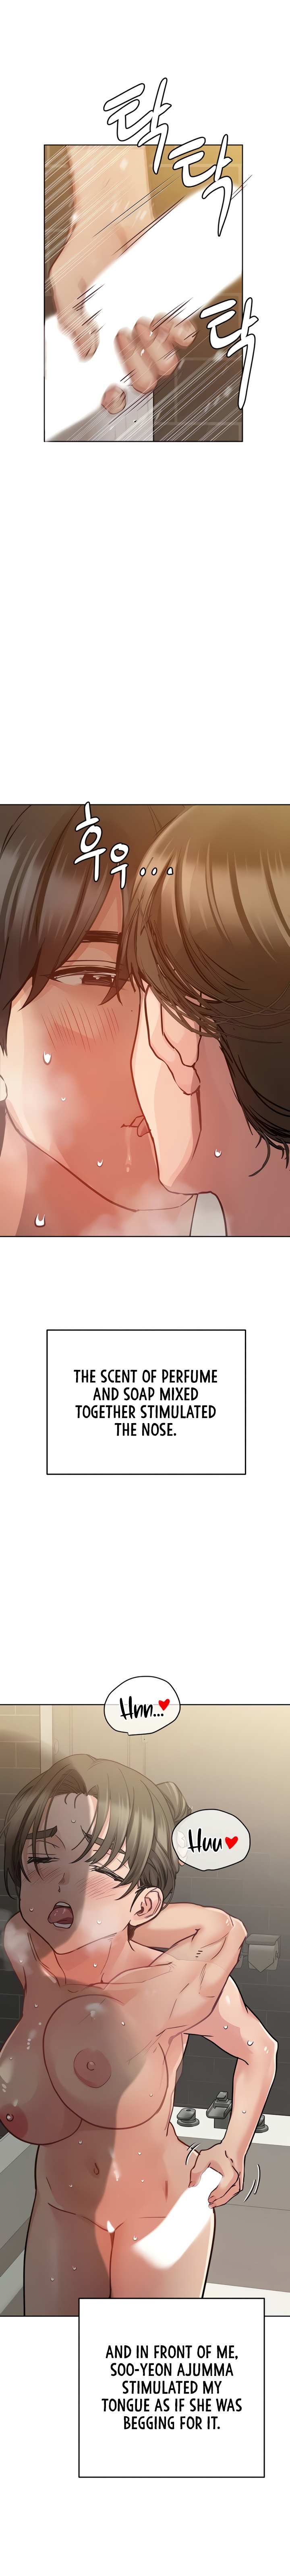 탁
탁
탁
후우...
THE SCENT OF PERFUME
AND SOAP MIXED
TOGETHER STIMULATED
THE NOSE.
Hnn...♥
Huu♥
AND IN FRONT OF ME,
SOO-YEON AJUMMA
STIMULATED MY
TONGUE AS IF SHE WAS
BEGGING FOR IT.